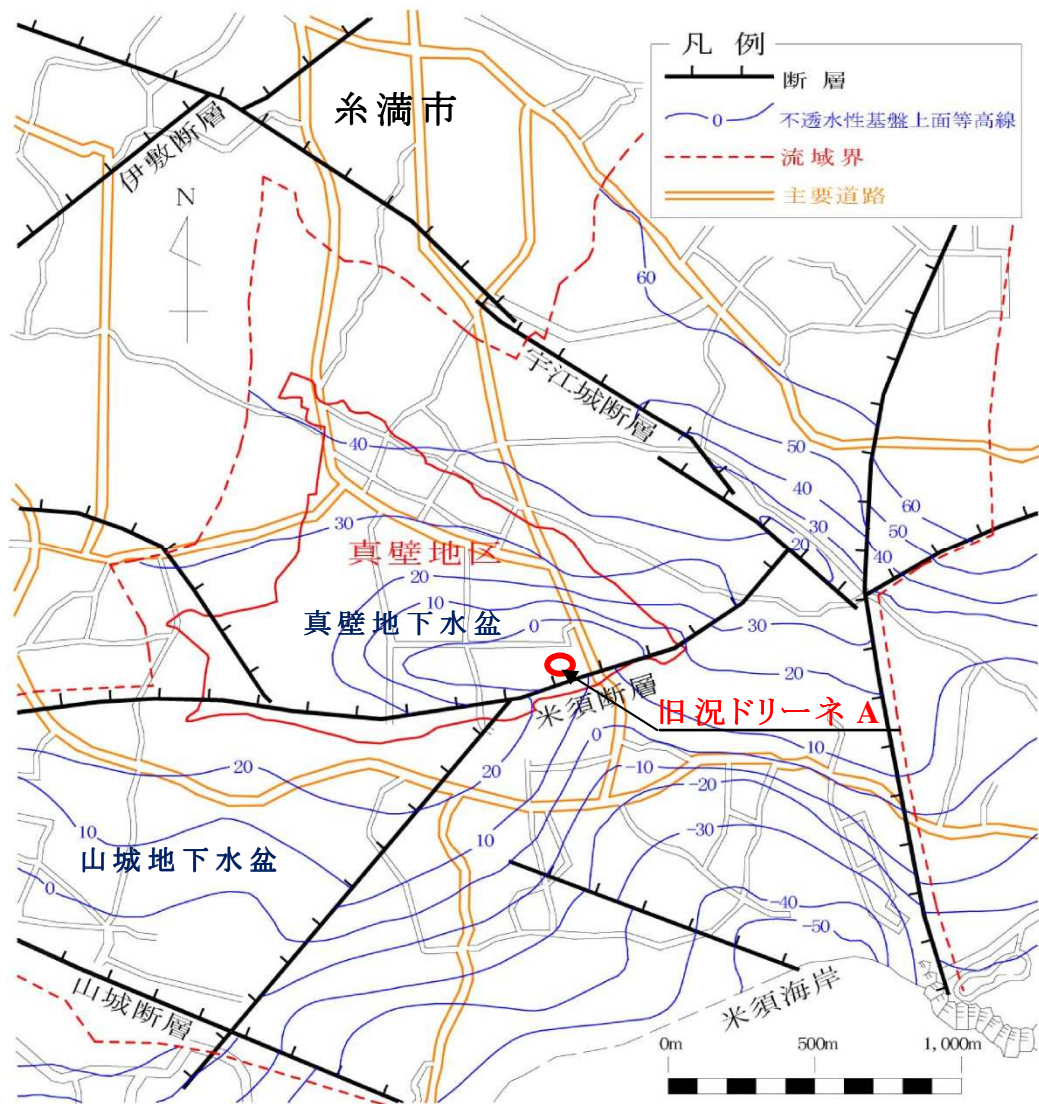 凡例
断層
0
不透水性基盤上面等高線
流域界
主要道路
糸満市
伊敷断層
N
60
宇江城断層
50
40
30
20
60
50
40
40
30
真壁地区
20
10
真壁地下水盆
0
30
20
米須断層
旧況ドリーネ A
10
0
-10
-20
-30
-40
-50
20
10
20
10
0
山城地下水盆
山城断層
米須海岸
0m
500m
1,000m